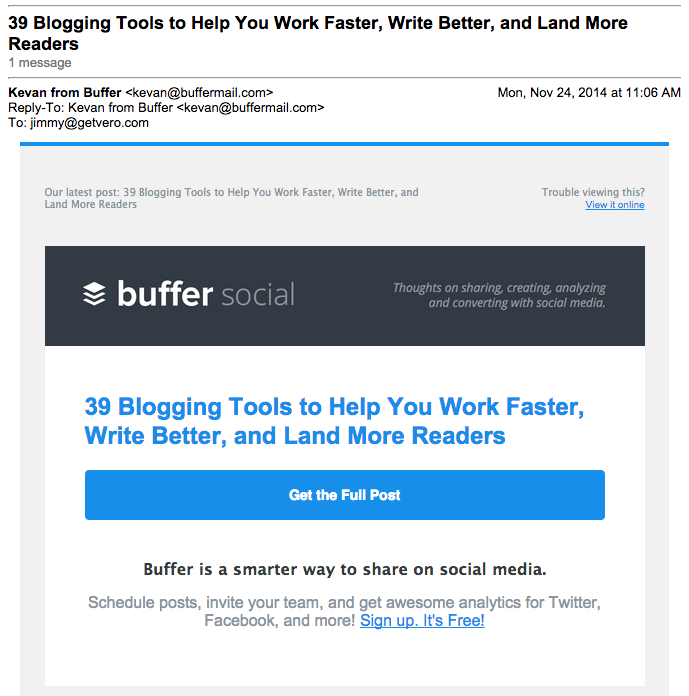 39 Blogging Tools to Help You Work Faster, Write Better, and Land More
Readers
1 message
Kevan from Buffer <kevan@buffermail.com> Mon, Nov 24, 2014 at 11:06 AM
Reply-To: Kevan from Buffer <kevan@buffermail.com>
To: jimmy@getvero.com
Our latest post: 39 Blogging Tools to Help You Work Faster, Write Better, and
Land More Readers
Trouble viewing this?
View it online
buffer social
Thoughts on sharing, creating, analyzing
and converting with social media.
39 Blogging Tools to Help You Work Faster,
Write Better, and Land More Readers
Get the Full Post
Buffer is a smarter way to share on social media.
Schedule posts, invite your team, and get awesome analytics for Twitter,
Facebook, and more! Sign up. It's Free!